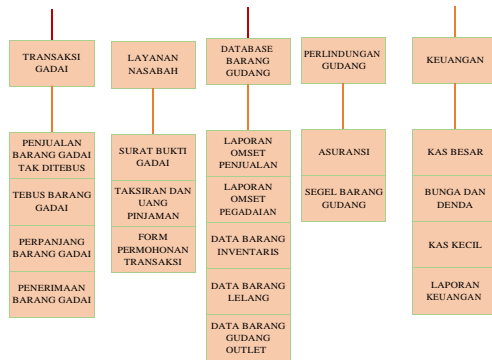 TRANSAKSI
GADAI
LAYANAN
NASABAH
DATABASE
BARANG
GUDANG
PERLINDUNGAN
GUDANG
KEUANGAN
PENJUALAN
BARANG GADAI
TAK DITEBUS
TEBUS BARANG
GADAI
PERPANJANG
BARANG GADAI
PENERIMAAN
BARANG GADAI
SURAT BUKTI
GADAI
TAKSIRAN DAN
UANG
PINJAMAN
FORM
PERMOHONAN
TRANSAKSI
LAPORAN
OMSET
PENJUALAN
LAPORAN
OMSET
PEGADAIAN
DATA BARANG
INVENTARIS
DATA BARANG
LELANG
DATA BARANG
GUDANG
OUTLET
ASURANSI
SEGEL BARANG
GUDANG
KAS BESAR
BUNGA DAN
DENDA
KAS KECIL
LAPORAN
KEUANGAN